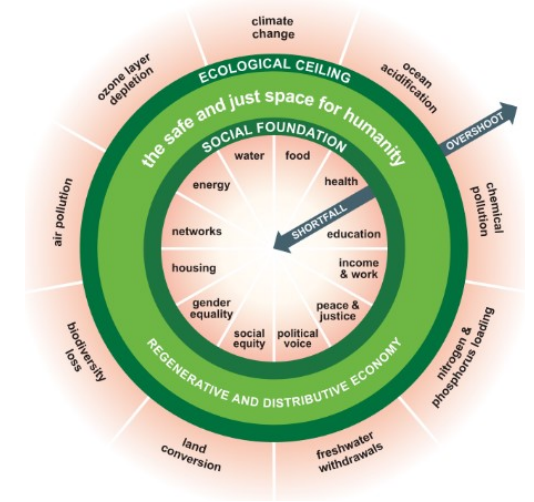 climate
change
ocean
acidification
chemical
pollution
nitrogen &
phosphorus loading
freshwater
withdrawals
land
conversion
biodiversity
loss
air pollution
ozone layer
depletion
ECOLOGICAL CEILING
the safe and just space for humanity
SOCIAL FOUNDATION
OVERSHOOT
SHORTFALL
water
food
health
education
income
& work
peace &
justice
political
voice
social
equity
gender
equality
housing
networks
energy
REGENERATIVE AND DISTRIBUTIVE ECONOMY